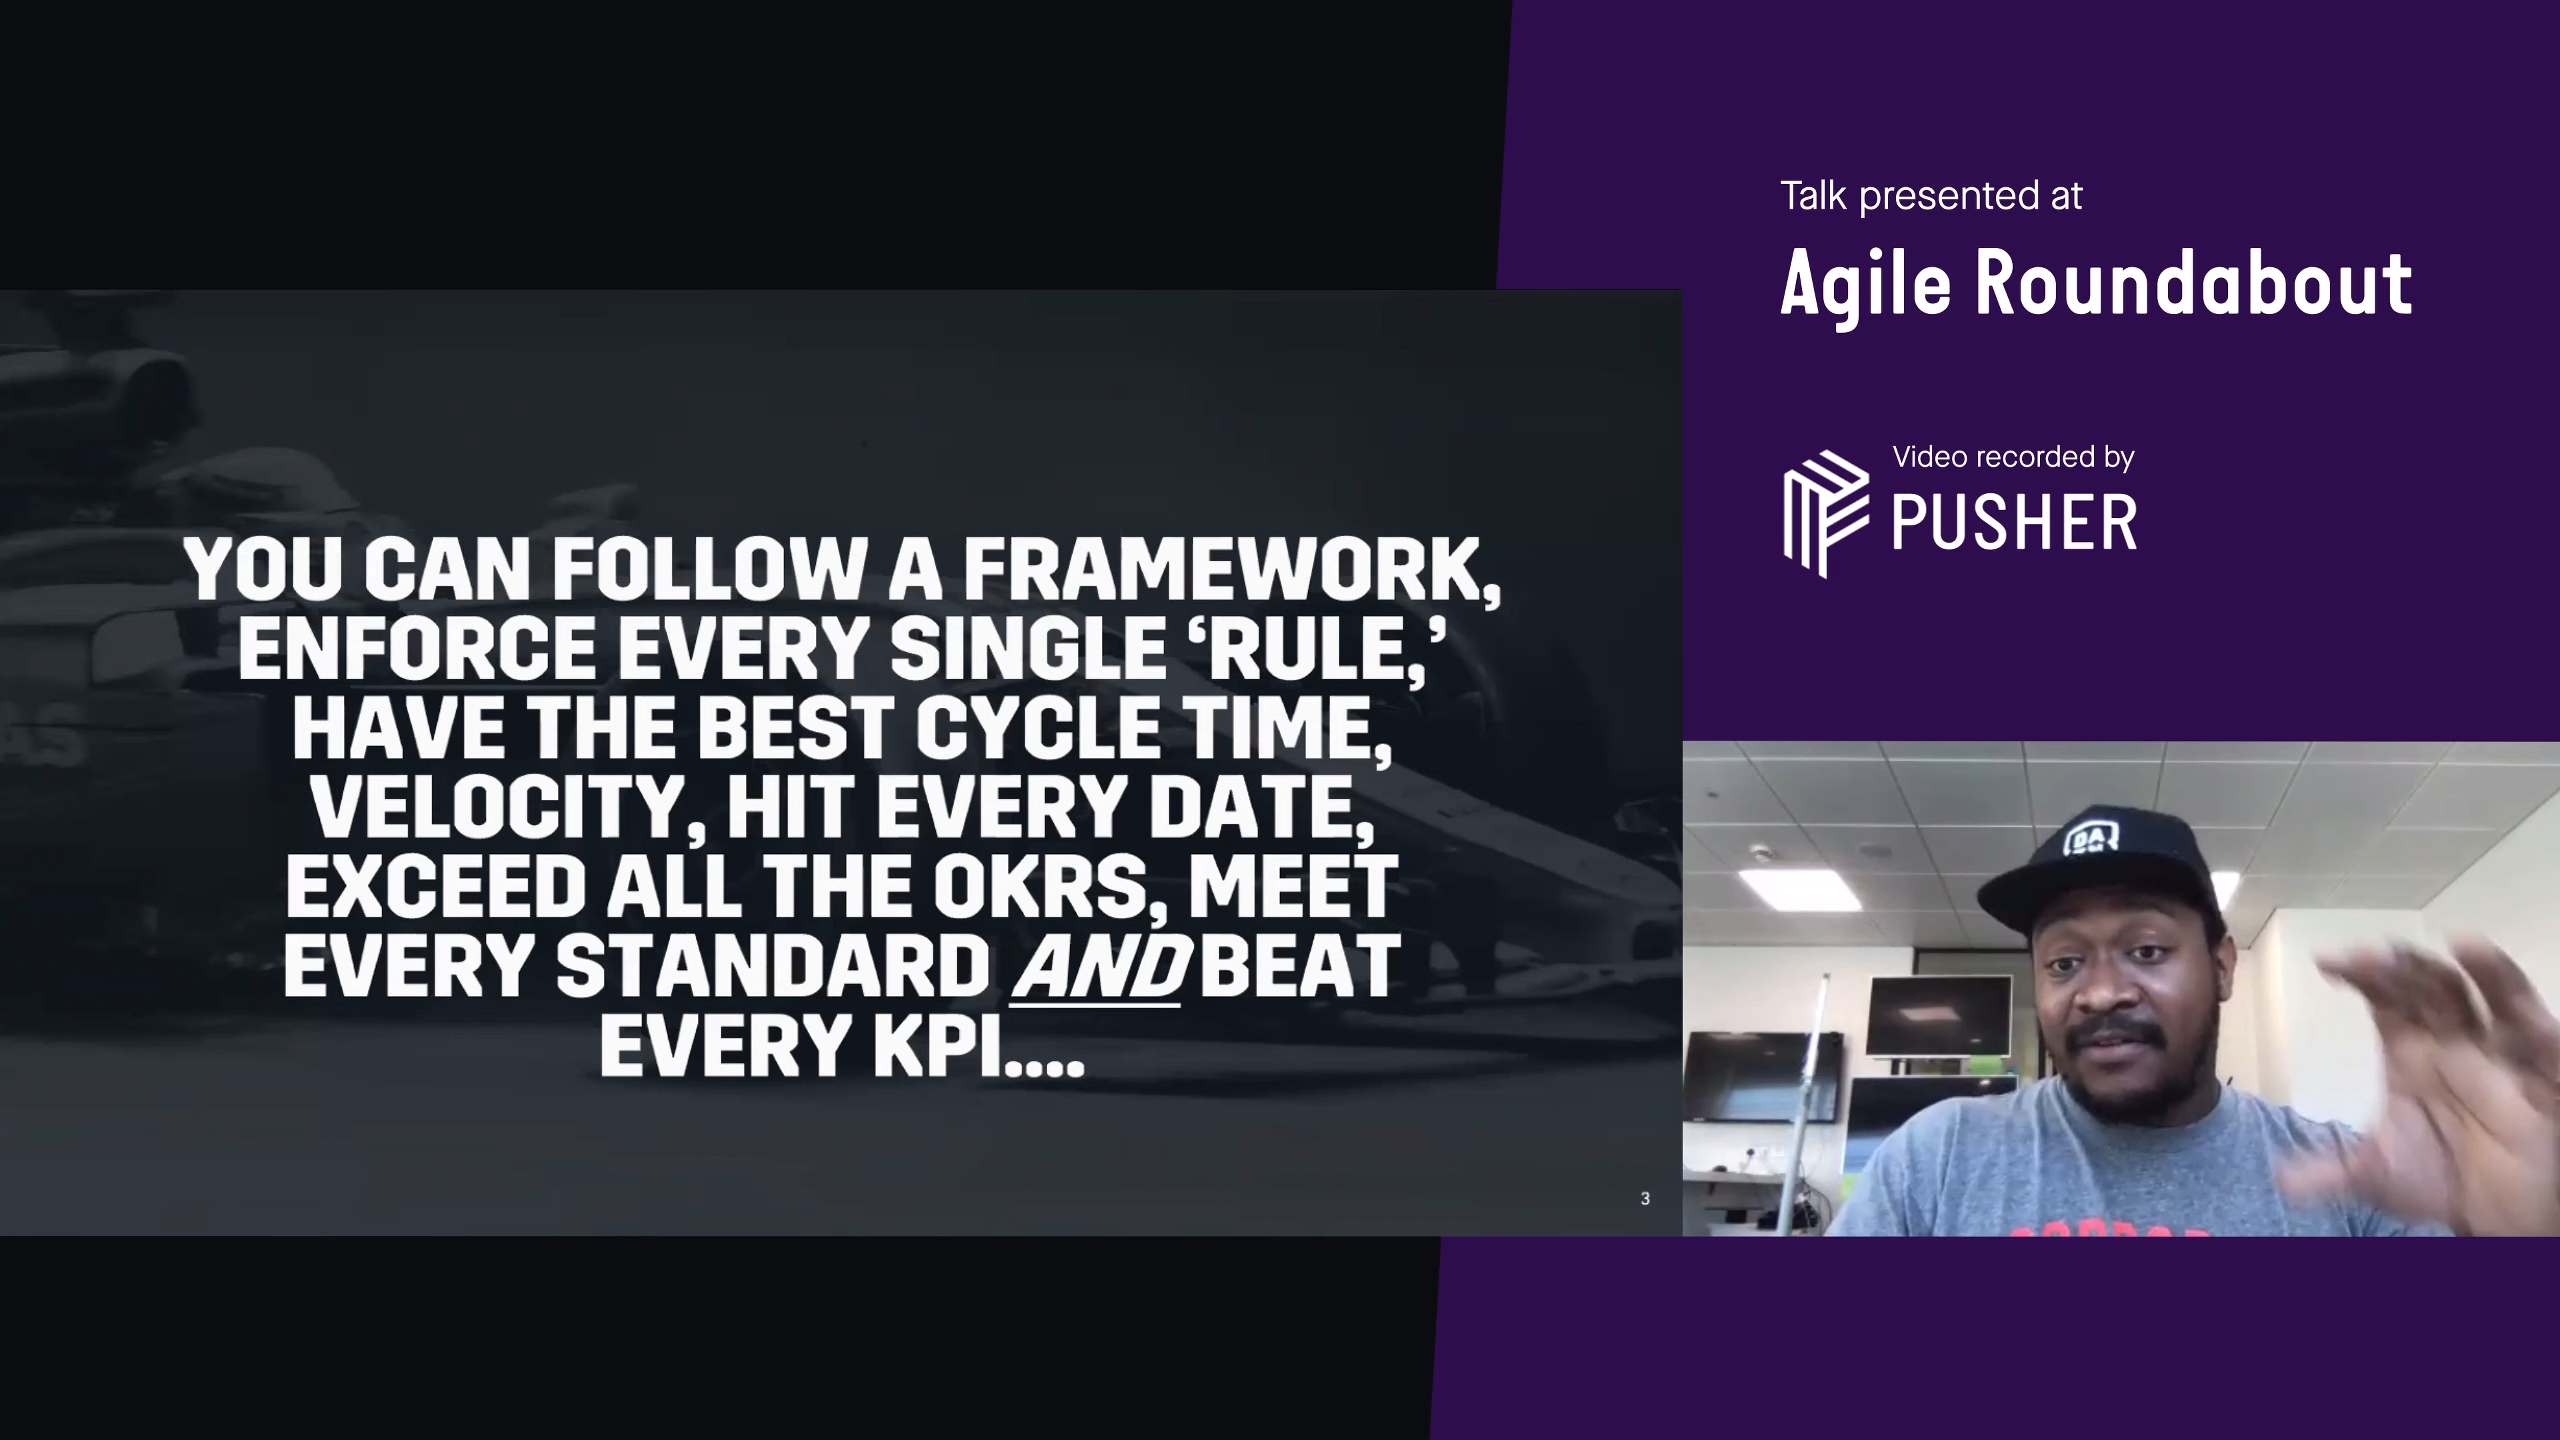 YOU CAN FOLLOW A FRAMEWORK,
ENFORCE EVERY SINGLE ‘RULE,’
HAVE THE BEST CYCLE TIME,
VELOCITY, HIT EVERY DATE,
EXCEED ALL THE OKRS, MEET
EVERY STANDARD AND BEAT
EVERY KPI....
3
Talk presented at
Agile Roundabout
Video recorded by
PUSHER
DA